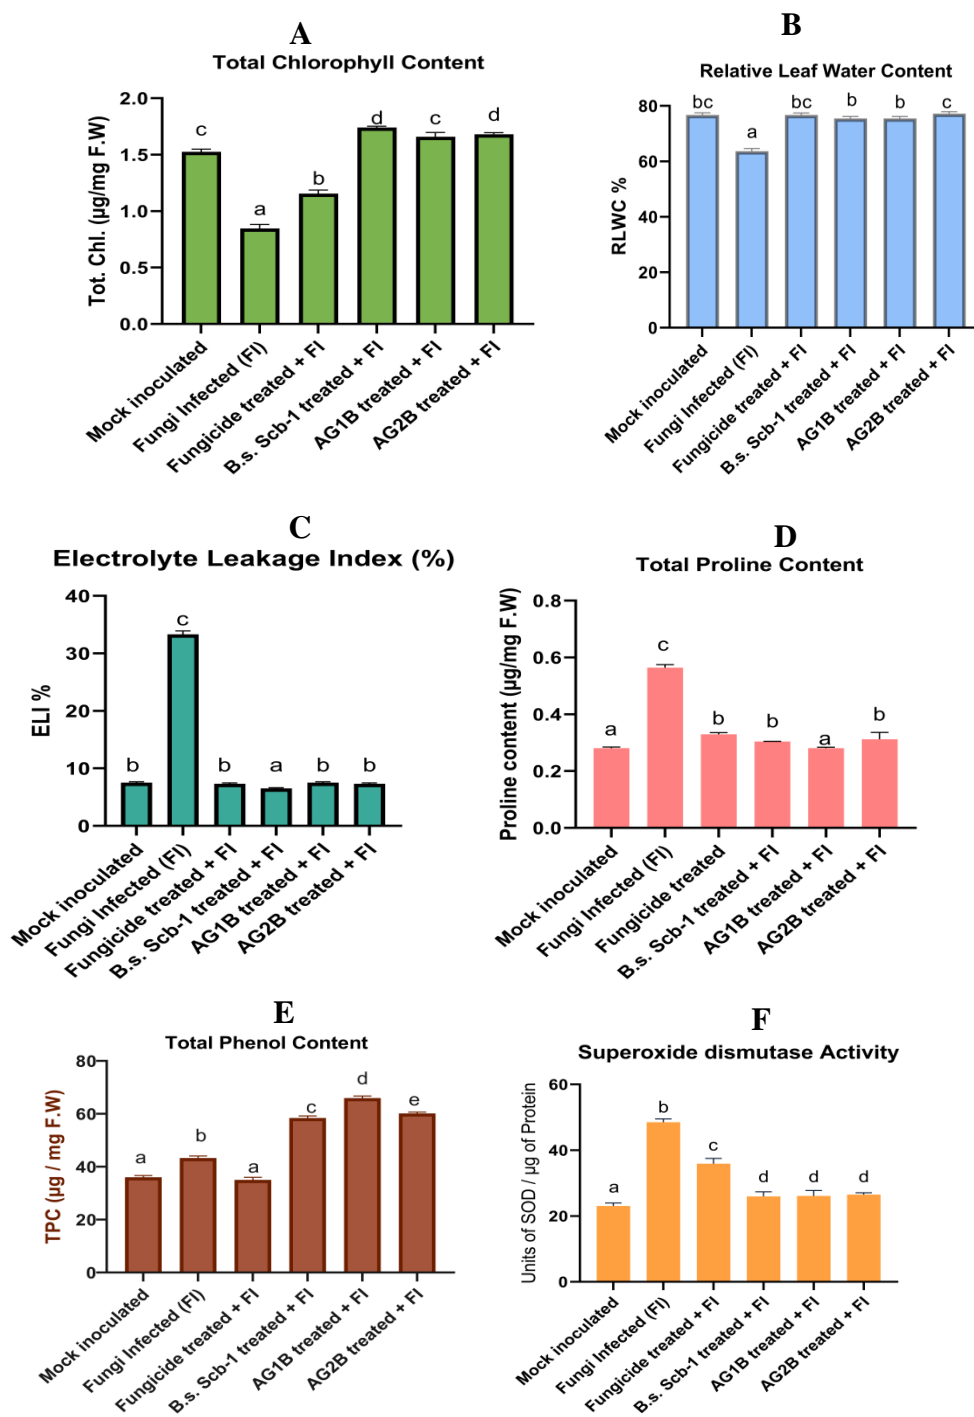 A
Total Chlorophyll Content
Tot. Chl. (µg/mg F.W)
2.0
1.5
1.0
0.5
0.0
c
a
b
d
c
d
Mock inoculated
Fungi Infected (FI)
Fungicide treated + FI
B.s. Scb-1 treated + FI
AG1B treated + FI
AG2B treated + FI
B
Relative Leaf Water Content
RLWC %
80
60
40
20
0
bc
a
bc
b
b
c
Mock inoculated
Fungi Infected (FI)
Fungicide treated + FI
B.s. Scb-1 treated + FI
AG1B treated + FI
AG2B treated + FI
C
Electrolyte Leakage Index (%)
ELI %
40
30
20
10
0
b
c
b
a
b
b
Mock inoculated
Fungi Infected (FI)
Fungicide treated + FI
B.s. Scb-1 treated + FI
AG1B treated + FI
AG2B treated + FI
D
Total Proline Content
Proline content (µg/mg F.W)
0.8
0.6
0.4
0.2
0.0
a
c
b
b
a
b
Mock inoculated
Fungi Infected (FI)
Fungicide treated
B.s. Scb-1 treated + FI
AG1B treated + FI
AG2B treated + FI
E
Total Phenol Content
TPC (µg / mg F.W)
80
60
40
20
0
a
b
a
c
d
e
Mock inoculated
Fungi Infected (FI)
Fungicide treated + FI
B.s. Scb-1 treated + FI
AG1B treated + FI
AG2B treated + FI
F
Superoxide dismutase Activity
Units of SOD / µg of Protein
60
40
20
0
a
b
c
d
d
d
Mock inoculated
Fungi Infected (FI)
Fungicide treated + FI
B.s. Scb-1 treated + FI
AG1B treated + FI
AG2B treated + FI